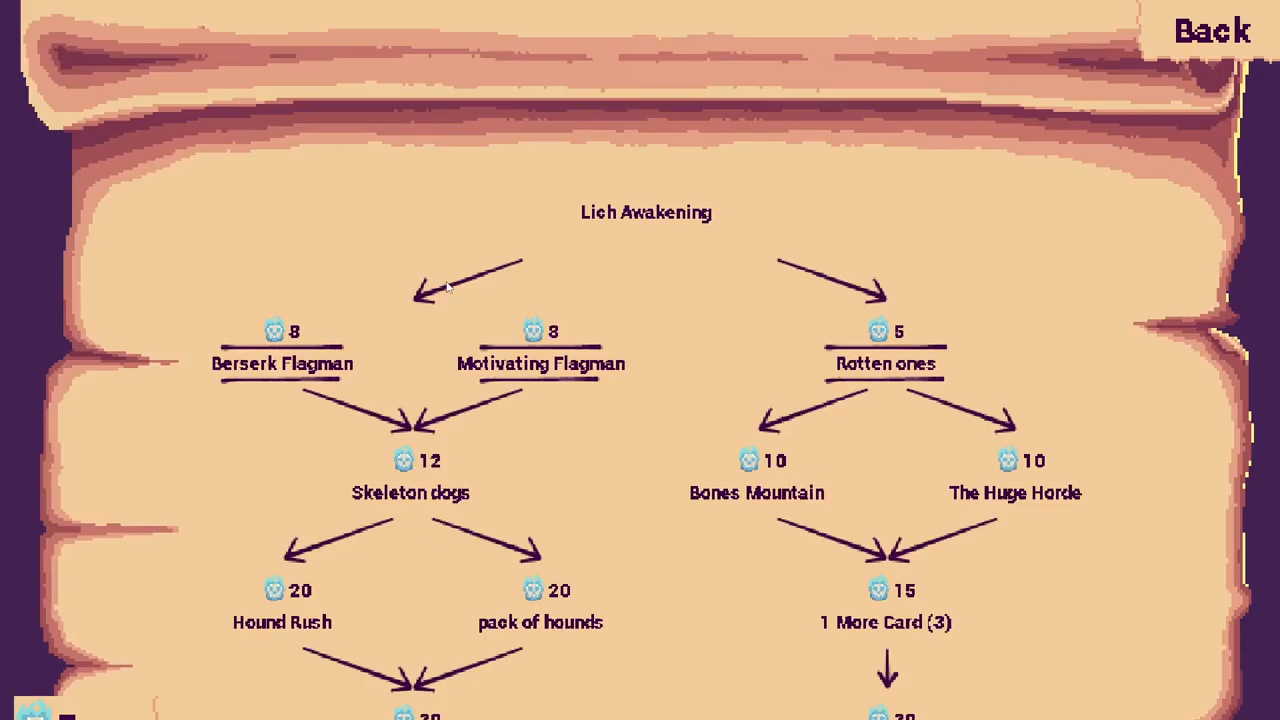 Back
Lich Awakening
8 8 5
Berserk Flagman Motivating Flagman Rotten ones
12 10 10
Skeleton dogs Bones Mountain The Huge Horde
20 20 15
Hound Rush pack of hounds 1 More Card (3)